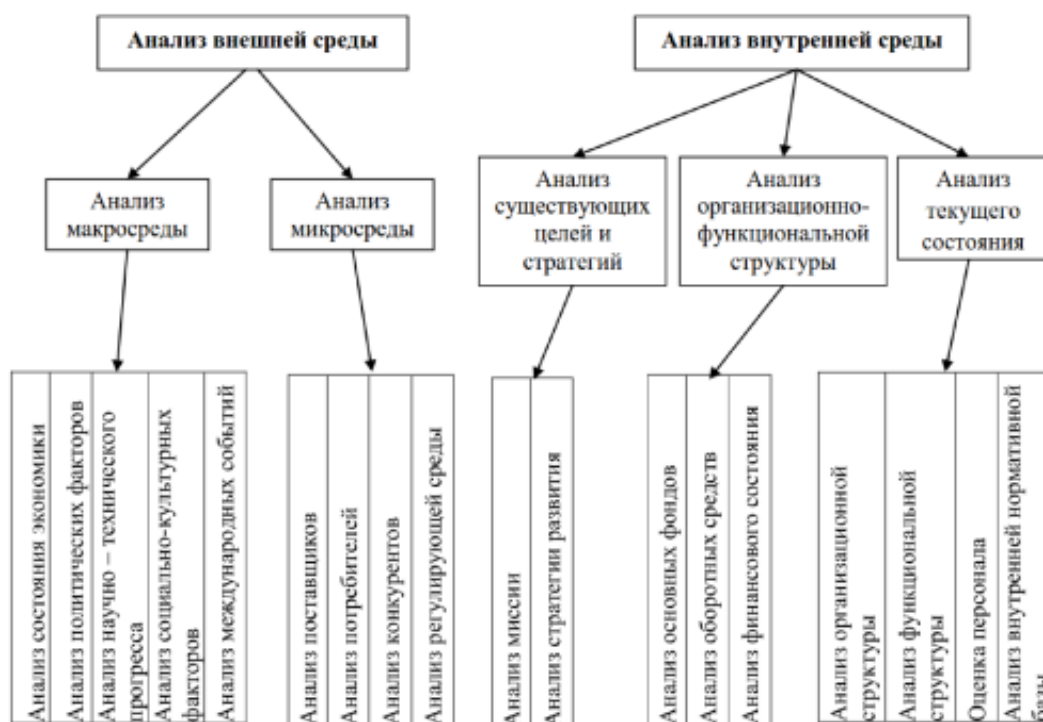 Анализ внешней среды
Анализ внутренней среды
Анализ
макросреды
Анализ
микросреды
Анализ
существующих
целей и
стратегий
Анализ
организационно-
функциональной
структуры
Анализ
текущего
состояния
Анализ состояния экономики
Анализ политических факторов
Анализ научно – технического
прогресса
Анализ социально-культурных
факторов
Анализ международных событий
Анализ поставщиков
Анализ потребителей
Анализ конкурентов
Анализ регулирующей среды
Анализ миссии
Анализ стратегии развития
Анализ основных фондов
Анализ оборотных средств
Анализ финансового состояния
Анализ организационной
структуры
Анализ функциональной
структуры
Оценка персонала
Анализ внутренней нормативной
базы